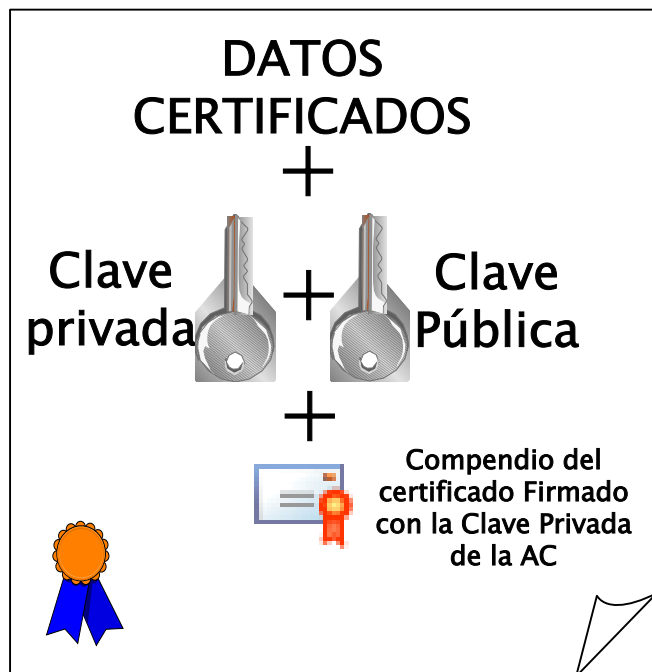 DATOS
CERTIFICADOS
+
Clave
privada
+
Clave
Pública
+
Compendio del
certificado Firmado
con la Clave Privada
de la AC